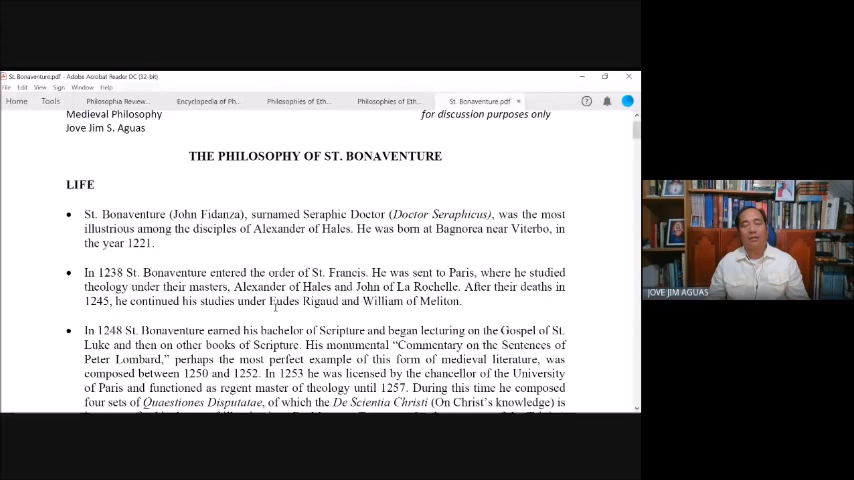 St. Bonaventure.pdf - Adobe Acrobat Reader DC (32-bit)
File Edit View Sign Window Help
Home Tools Philosophia Review... Encyclopedia of Ph... Philosophies of Eth... Philosophies of Eth... St. Bonaventure.pdf ×
Medieval Philosophy for discussion purposes only
Jove Jim S. Aguas
THE PHILOSOPHY OF ST. BONAVENTURE
LIFE
• St. Bonaventure (John Fidanza), surnamed Seraphic Doctor (Doctor Seraphicus), was the most
illustrious among the disciples of Alexander of Hales. He was born at Bagnorea near Viterbo, in
the year 1221.
• In 1238 St. Bonaventure entered the order of St. Francis. He was sent to Paris, where he studied
theology under their masters, Alexander of Hales and John of La Rochelle. After their deaths in
1245, he continued his studies under Eudes Rigaud and William of Meliton.
• In 1248 St. Bonaventure earned his bachelor of Scripture and began lecturing on the Gospel of St.
Luke and then on other books of Scripture. His monumental “Commentary on the Sentences of
Peter Lombard,” perhaps the most perfect example of this form of medieval literature, was
composed between 1250 and 1252. In 1253 he was licensed by the chancellor of the University
of Paris and functioned as regent master of theology until 1257. During this time he composed
four sets of Quaestiones Disputatae, of which the De Scientia Christi (On Christ’s knowledge) is
JOVE JIM AGUAS